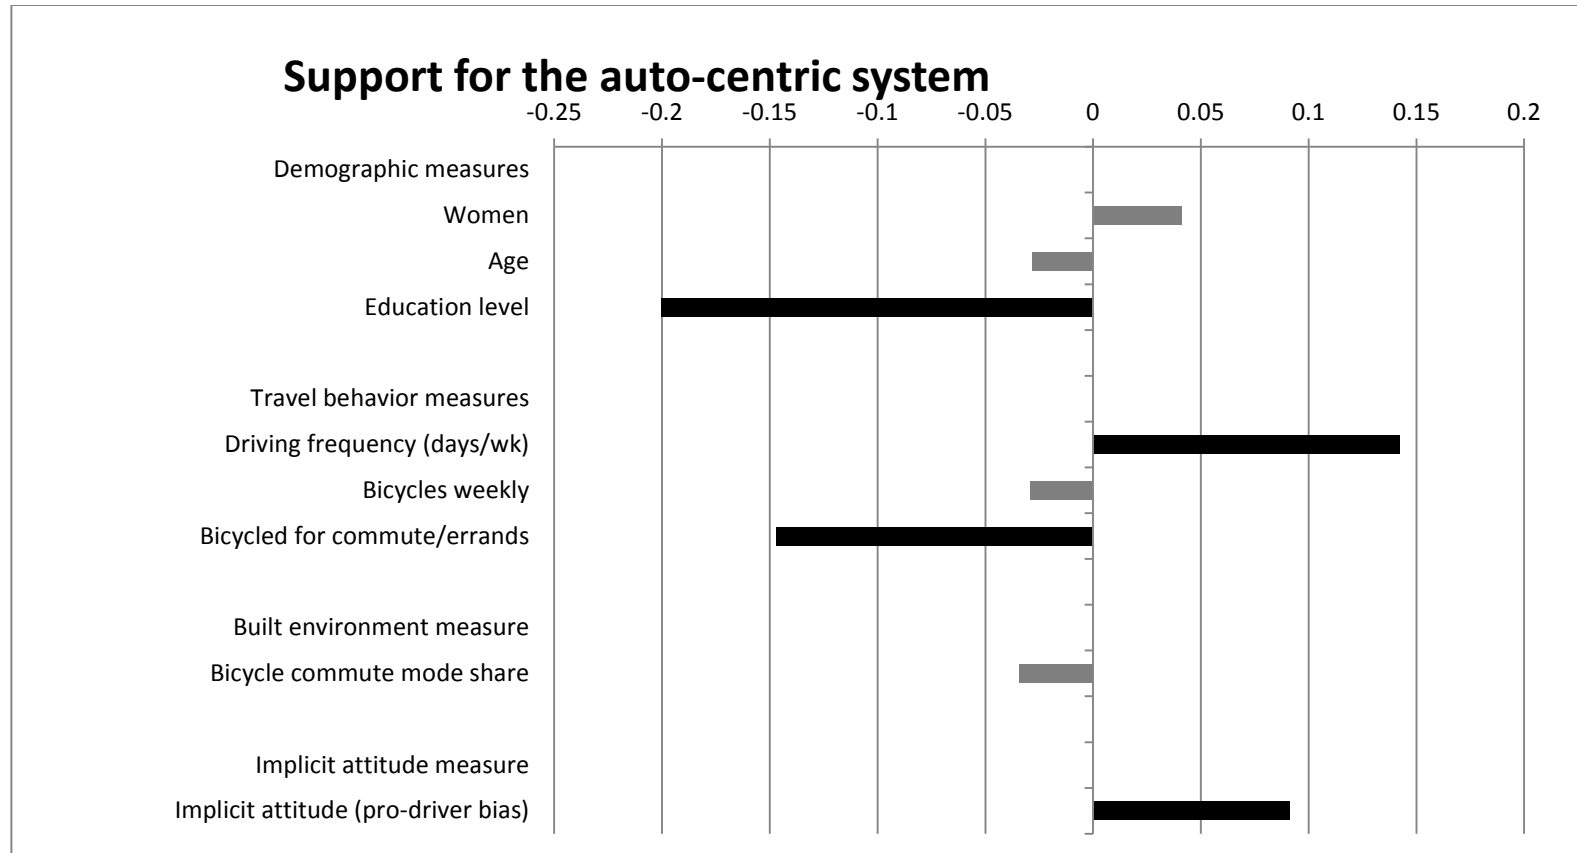 Support for the auto-centric system
-0.25 -0.2 -0.15 -0.1 -0.05 0 0.05 0.1 0.15 0.2
Demographic measures
Women
Age
Education level
Travel behavior measures
Driving frequency (days/wk)
Bicycles weekly
Bicycled for commute/errands
Built environment measure
Bicycle commute mode share
Implicit attitude measure
Implicit attitude (pro-driver bias)